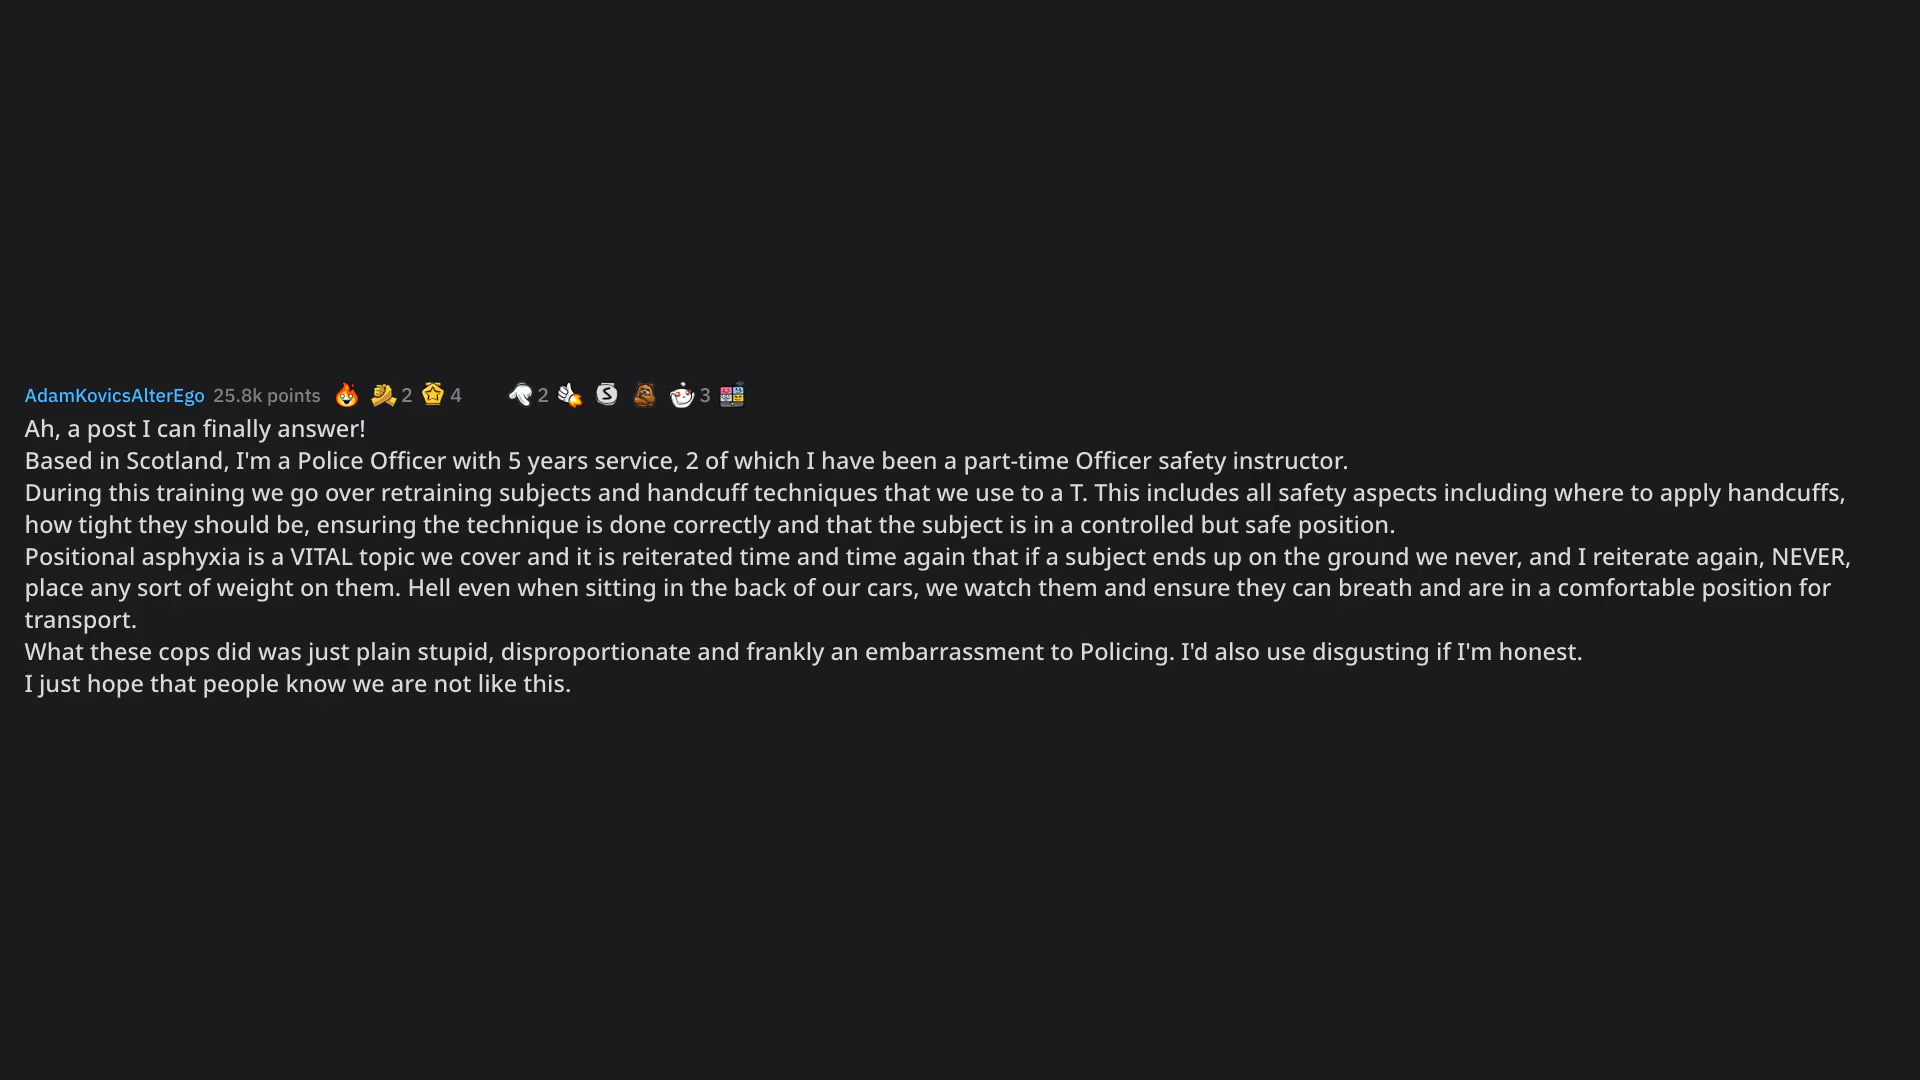 AdamKovicsAlterEgo 25.8k points 2 4 2 S 3
Ah, a post I can finally answer!
Based in Scotland, I'm a Police Officer with 5 years service, 2 of which I have been a part-time Officer safety instructor.
During this training we go over retraining subjects and handcuff techniques that we use to a T. This includes all safety aspects including where to apply handcuffs,
how tight they should be, ensuring the technique is done correctly and that the subject is in a controlled but safe position.
Positional asphyxia is a VITAL topic we cover and it is reiterated time and time again that if a subject ends up on the ground we never, and I reiterate again, NEVER,
place any sort of weight on them. Hell even when sitting in the back of our cars, we watch them and ensure they can breath and are in a comfortable position for
transport.
What these cops did was just plain stupid, disproportionate and frankly an embarrassment to Policing. I'd also use disgusting if I'm honest.
I just hope that people know we are not like this.